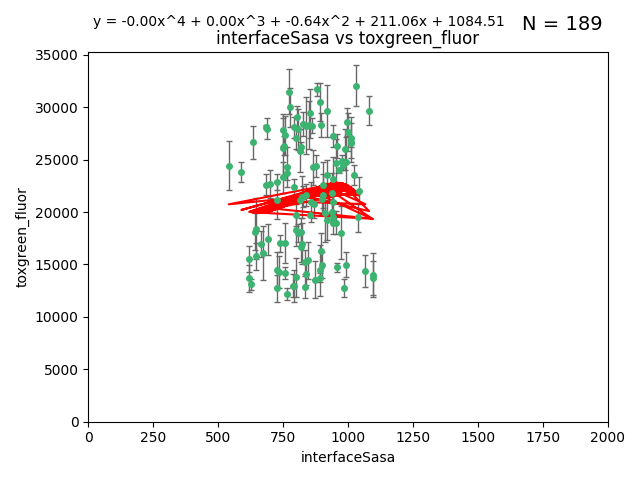 y = -0.00x^4 + 0.00x^3 + -0.64x^2 + 211.06x + 1084.51
N = 189
interfaceSasa vs toxgreen_fluor
toxgreen_fluor
35000
30000
25000
20000
15000
10000
5000
0
0 250 500 750 1000 1250 1500 1750 2000
interfaceSasa